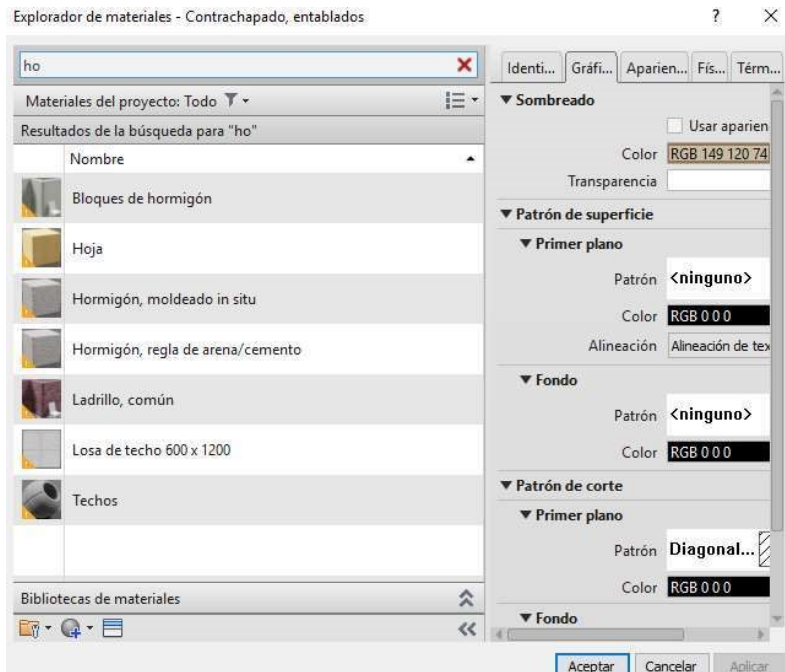 Explorador de materiales - Contrachapado, entablados
?
ho
Materiales del proyecto: Todo
Resultados de la búsqueda para "ho"
Nombre
Bloques de hormigón
Hoja
Hormigón, moldeado in situ
Hormigón, regla de arena/cemento
Ladrillo, común
Losa de techo 600 x 1200
Techos
Bibliotecas de materiales
Identi... Gráfi... Aparien... Fís... Térm...
Sombreado
Usar aparien
Color RGB 149 120 74
Transparencia
Patrón de superficie
Primer plano
Patrón <ninguno>
Color RGB 0 0 0
Alineación Alineación de tex
Fondo
Patrón <ninguno>
Color RGB 0 0 0
Patrón de corte
Primer plano
Patrón Diagonal...
Color RGB 0 0 0
Fondo
Aceptar Cancelar Aplicar